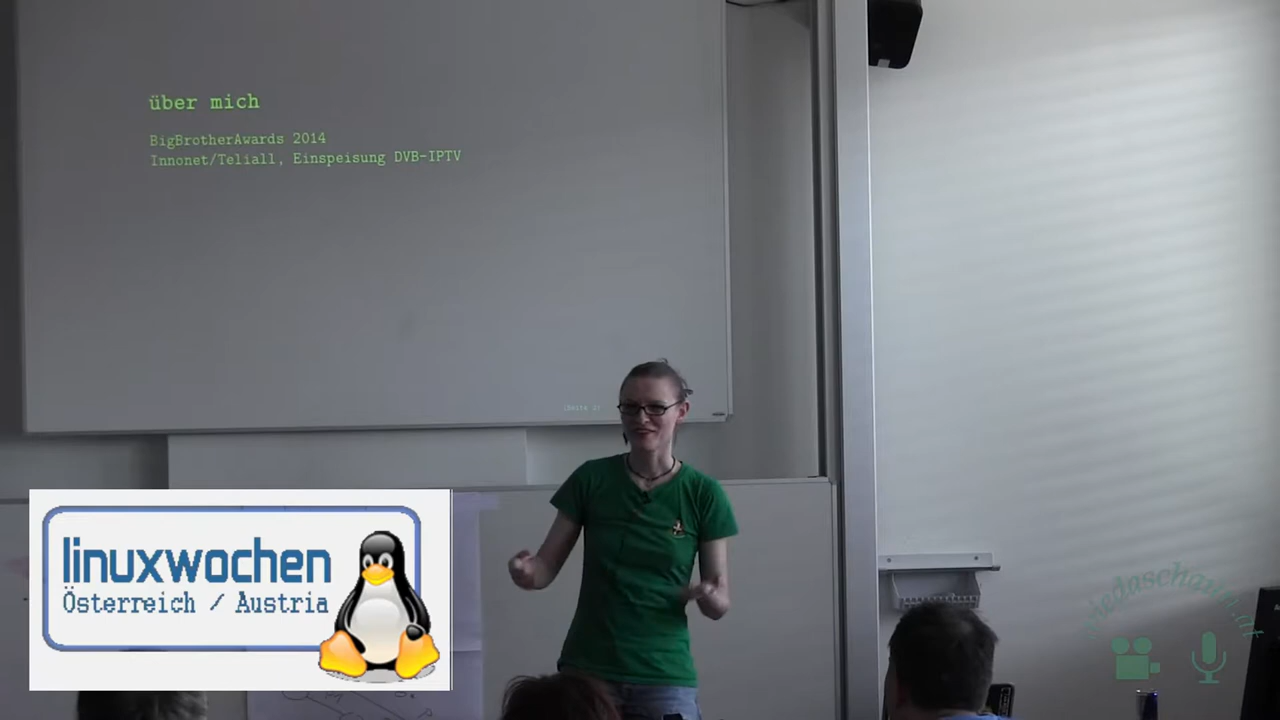 über mich
BigBrotherAwards 2014
Innonet/Teliall, Einspeisung DVB-IPTV
linuxwochen
Österreich / Austria